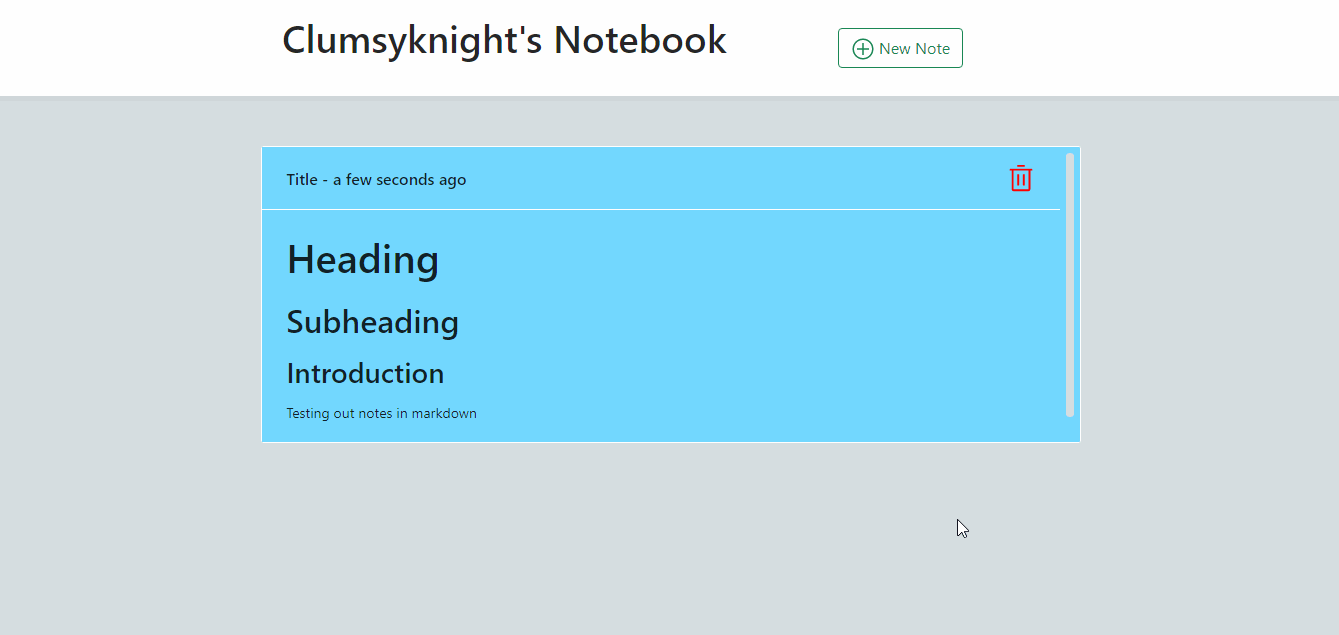 Clumsyknight's Notebook
New Note
Title - a few seconds ago
Heading
Subheading
Introduction
Testing out notes in markdown